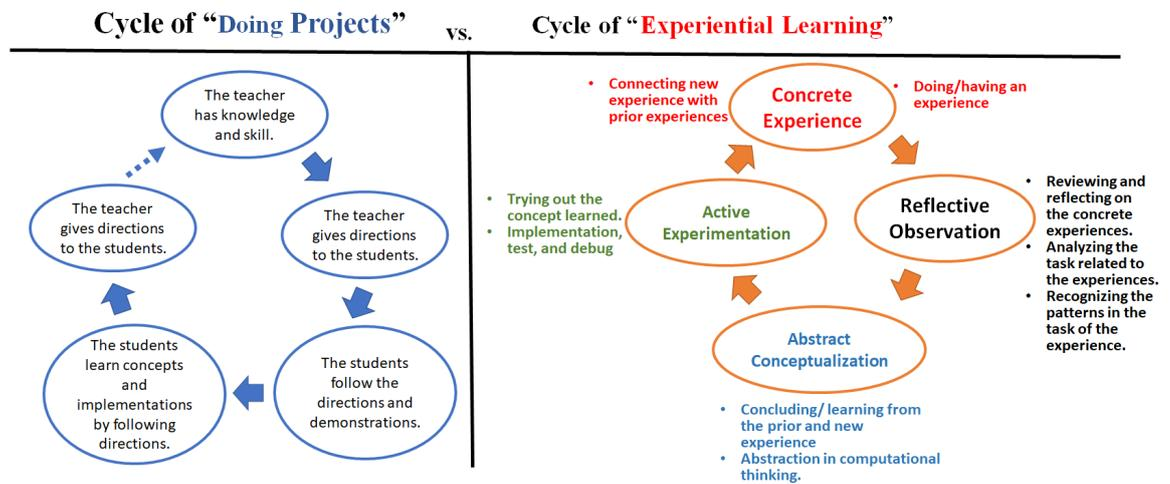 Cycle of “Doing Projects”
vs.
Cycle of “Experiential Learning”
The teacher
has knowledge
and skill.
The teacher
gives directions
to the students.
The students
follow the
directions and
demonstrations.
The students
learn concepts
and
implementations
by following
directions.
The teacher
gives directions
to the students.
• Connecting new
experience with
prior experiences
Concrete
Experience
• Doing/having an
experience
Reflective
Observation
• Reviewing and
reflecting on
the concrete
experiences.
• Analyzing the
task related to
the experiences.
• Recognizing the
patterns in the
task of the
experience.
Abstract
Conceptualization
• Concluding/ learning from
the prior and new
experience
• Abstraction in computational
thinking.
Active
Experimentation
• Trying out the
concept learned.
• Implementation,
test, and debug